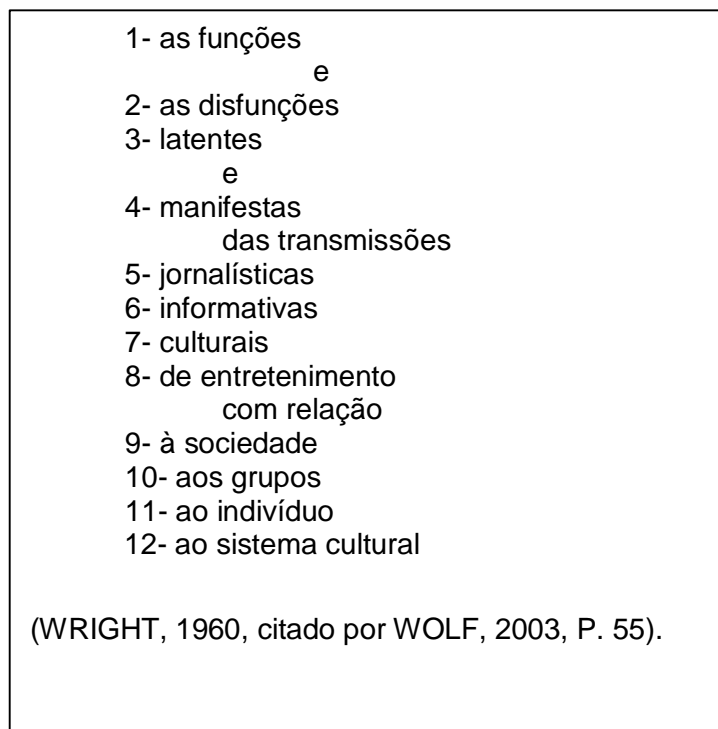 1- as funções
e
2- as disfunções
3- latentes
e
4- manifestas
das transmissões
5- jornalísticas
6- informativas
7- culturais
8- de entretenimento
com relação
9- à sociedade
10- aos grupos
11- ao indivíduo
12- ao sistema cultural
(WRIGHT, 1960, citado por WOLF, 2003, P. 55).